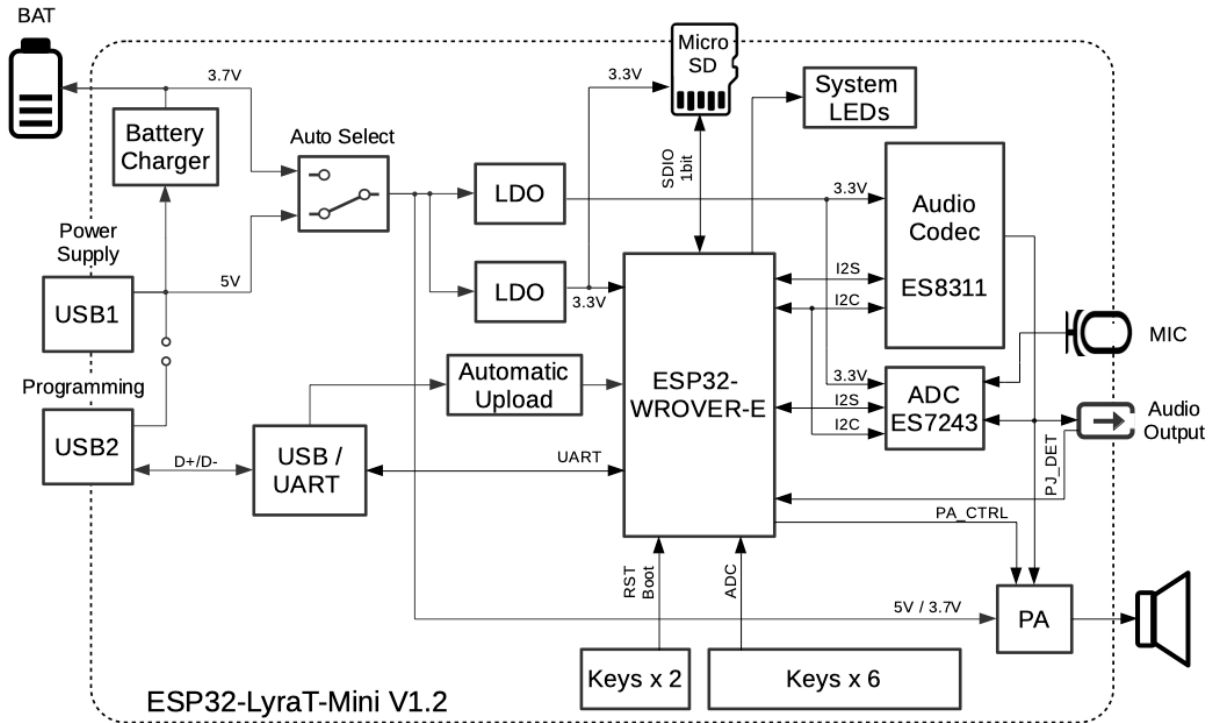 BAT
Micro
SD
3.7V
3.3V
System
LEDs
Battery
Charger
Auto Select
SDIO
1bit
LDO
3.3V
Audio
Codec
ES8311
Power
Supply
USB1
5V
LDO
3.3V
I2S
I2C
MIC
Programming
USB2
Automatic
Upload
ESP32-
WROVER-E
3.3V
I2S
I2C
ADC
ES7243
Audio
Output
D+/D-
USB /
UART
UART
PJ_DET
PA_CTRL
RST
Boot
ADC
5V / 3.7V
PA
Keys x 2
Keys x 6
ESP32-LyraT-Mini V1.2